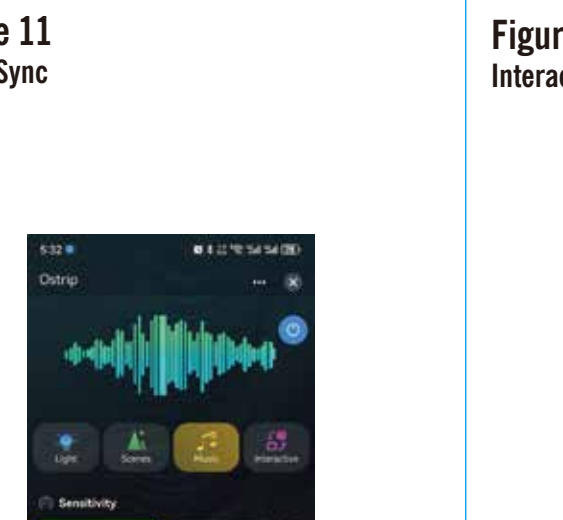 e 11
Sync
Figur
Interac
5:32
Ostrip
Light
Scenes
Music
Interactive
Sensitivity